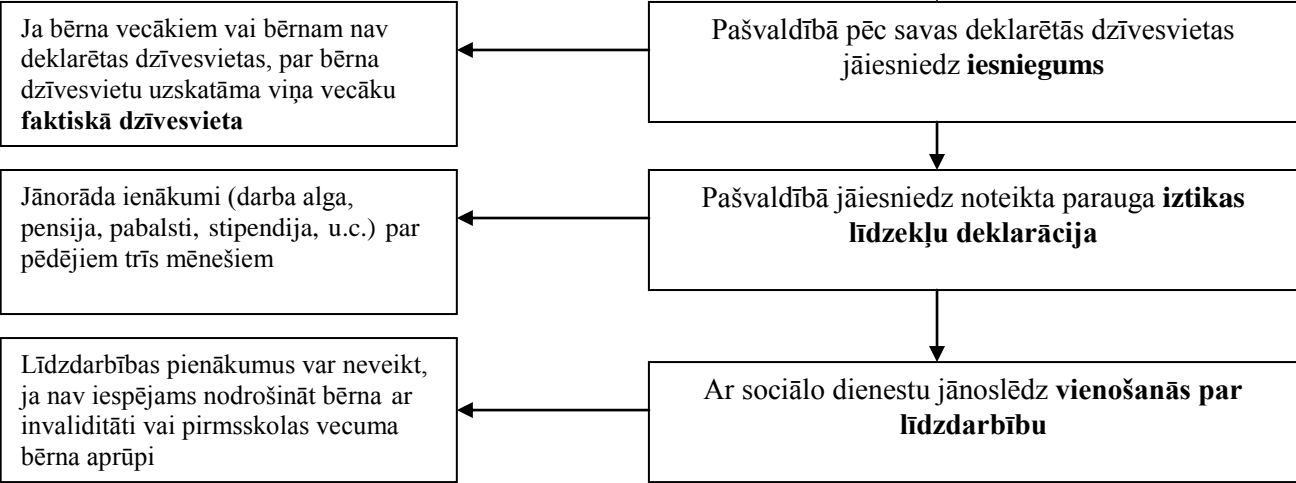 Ja bērna vecākiem vai bērnam nav
deklarētas dzīvesvietas, par bērna
dzīvesvietu uzskatāma viņa vecāku
faktiskā dzīvesvieta
Pašvaldībā pēc savas deklarētās dzīvesvietas
jāiesniedz iesniegums
Jānorāda ienākumi (darba alga,
pensija, pabalsti, stipendija, u.c.) par
pēdējiem trīs mēnešiem
Pašvaldībā jāiesniedz noteikta parauga iztikas
līdzekļu deklarācija
Līdzdarbības pienākumus var neveikt,
ja nav iespējams nodrošināt bērna ar
invaliditāti vai pirmsskolas vecuma
bērna aprūpi
Ar sociālo dienestu jānoslēdz vienošanās par
līdzdarbību